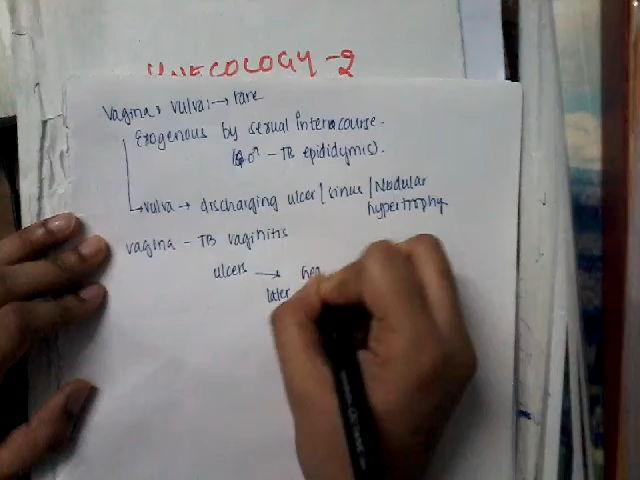 GYNECOLOGY -2
Vagina, vulva: → rare
Exogenous by sexual intercourse.
♂ - TB epididymis).
→ vulva → discharging ulcer / sinus / Nodular
hypertrophy
vagina - TB vaginitis
ulcers →
later